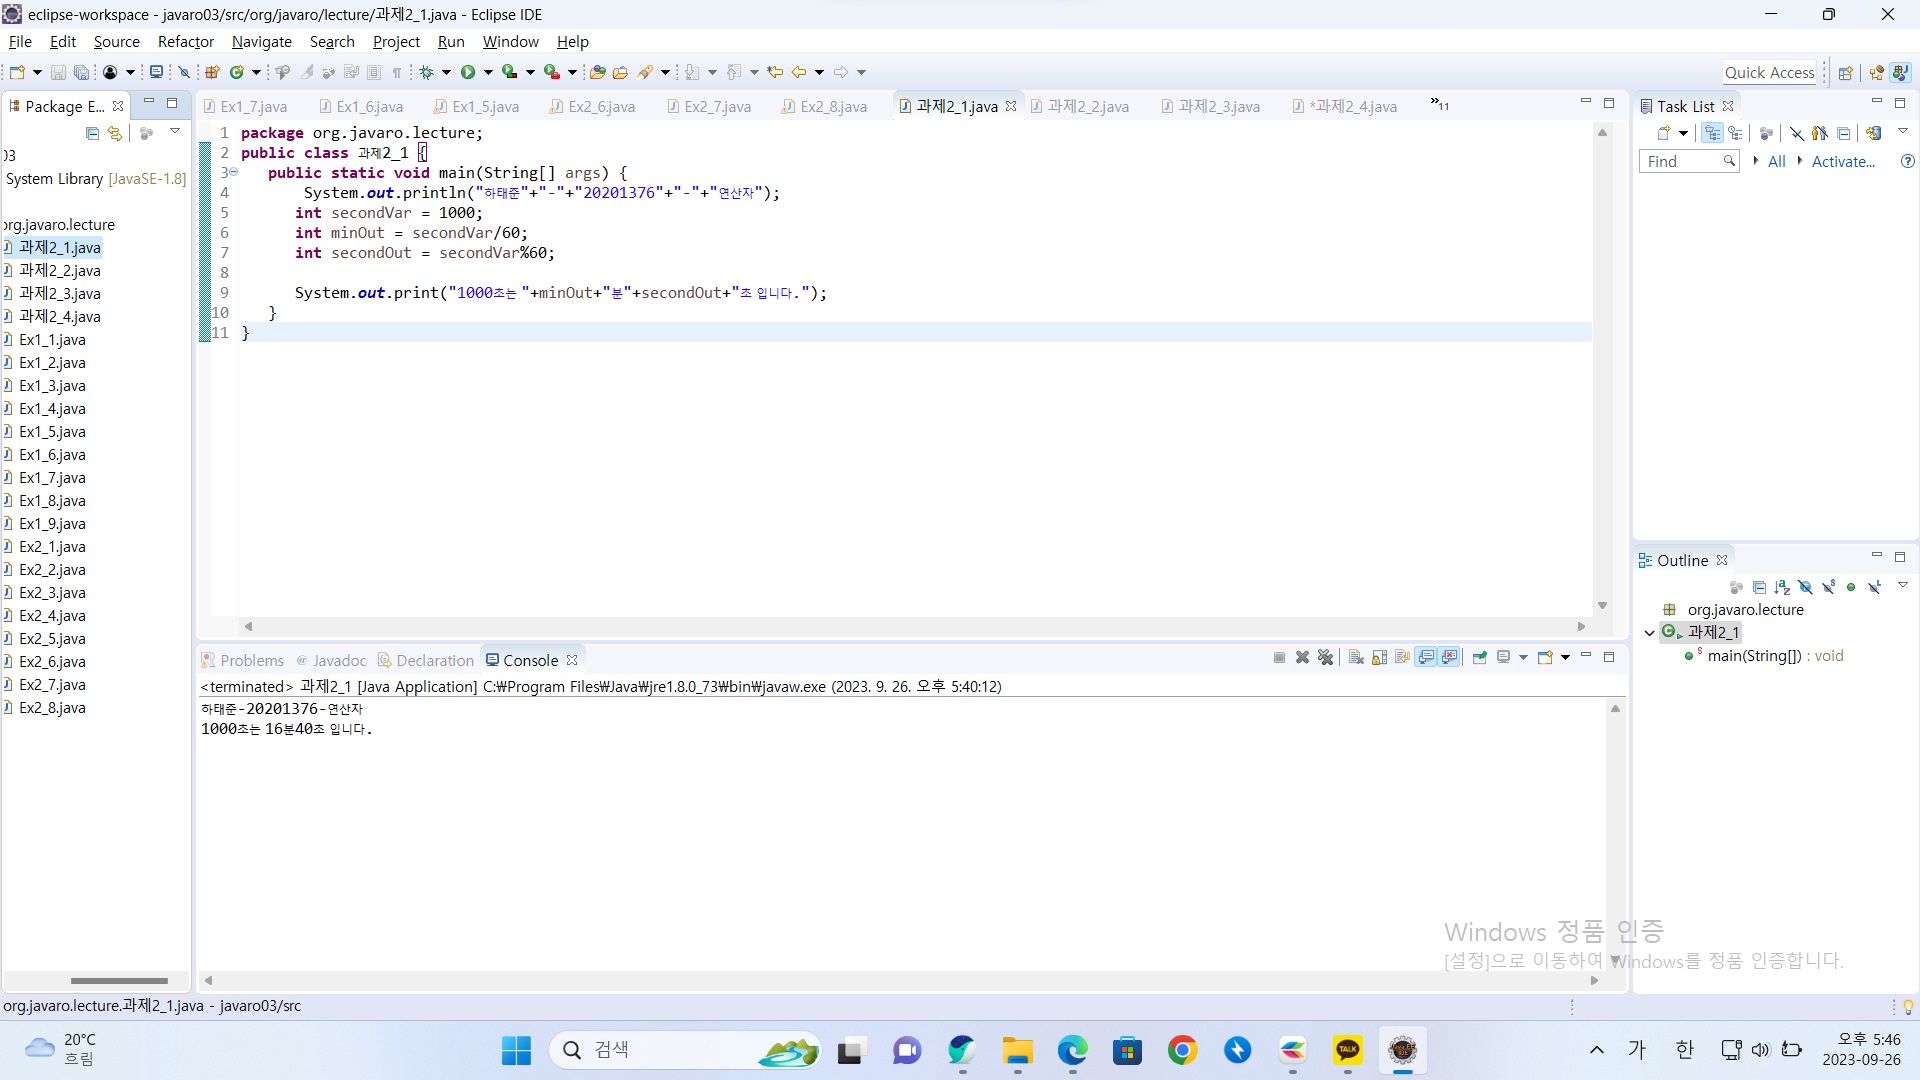 eclipse-workspace - javaro03/src/org/javaro/lecture/과제2_1.java - Eclipse IDE
File Edit Source Refactor Navigate Search Project Run Window Help
Quick Access
Package E...
Ex1_7.java Ex1_6.java Ex1_5.java Ex2_6.java Ex2_7.java Ex2_8.java 과제2_1.java 과제2_2.java 과제2_3.java *과제2_4.java »11
Task List
Find All Activate...
03
System Library [JavaSE-1.8]
org.javaro.lecture
과제2_1.java
과제2_2.java
과제2_3.java
과제2_4.java
Ex1_1.java
Ex1_2.java
Ex1_3.java
Ex1_4.java
Ex1_5.java
Ex1_6.java
Ex1_7.java
Ex1_8.java
Ex1_9.java
Ex2_1.java
Ex2_2.java
Ex2_3.java
Ex2_4.java
Ex2_5.java
Ex2_6.java
Ex2_7.java
Ex2_8.java
1 package org.javaro.lecture;
2 public class 과제2_1 {
3 public static void main(String[] args) {
4 System.out.println("하태준"+"-"+"20201376"+"-"+"연산자");
5 int secondVar = 1000;
6 int minOut = secondVar/60;
7 int secondOut = secondVar%60;
8
9 System.out.print("1000초는 "+minOut+"분"+secondOut+"초 입니다.");
10 }
11 }
Outline
org.javaro.lecture
과제2_1
main(String[]) : void
Problems Javadoc Declaration Console
<terminated> 과제2_1 [Java Application] C:₩Program Files₩Java₩jre1.8.0_73₩bin₩javaw.exe (2023. 9. 26. 오후 5:40:12)
하태준-20201376-연산자
1000초는 16분40초 입니다.
Windows 정품 인증
[설정]으로 이동하여 Windows를 정품 인증합니다.
org.javaro.lecture.과제2_1.java - javaro03/src
20°C
흐림
검색
TALK
가 한
오후 5:46
2023-09-26